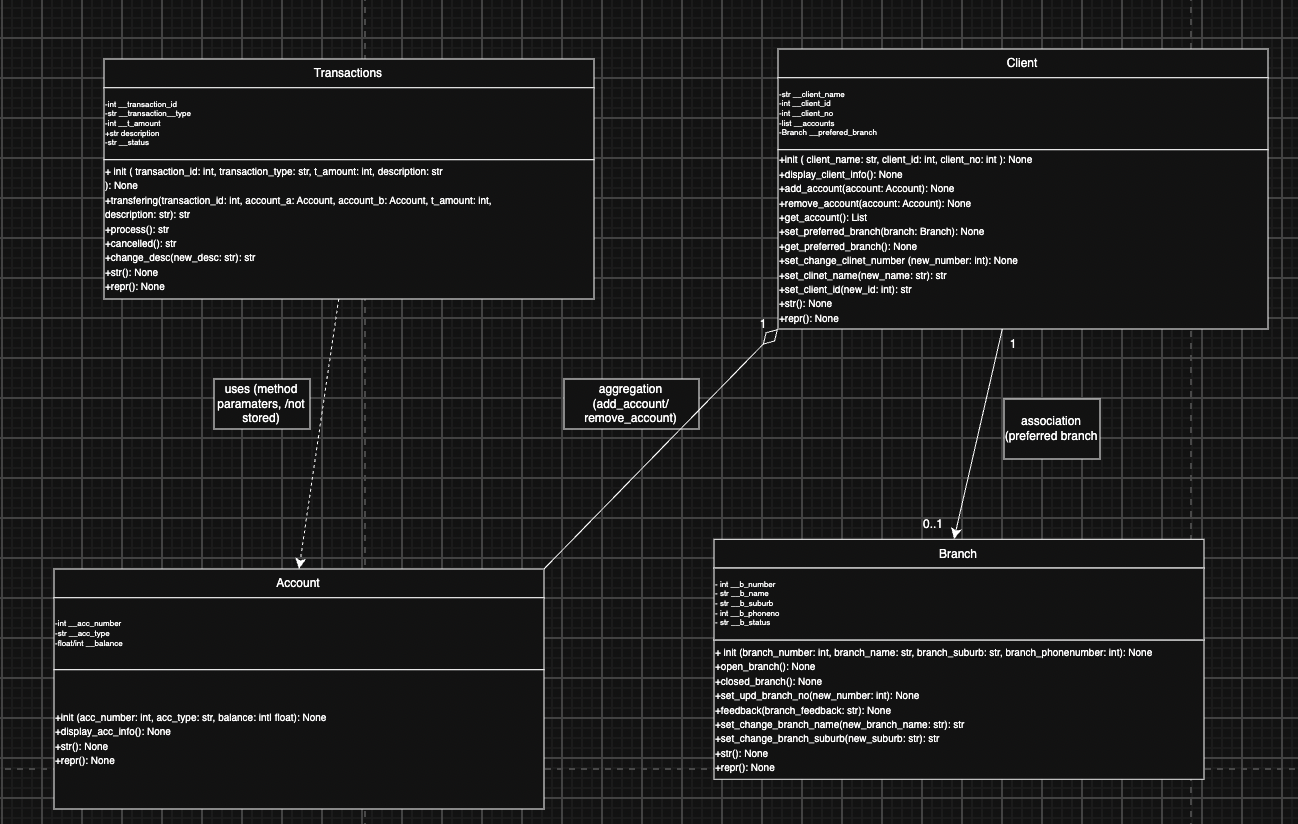 Transactions
-int __transaction_id
-str __transaction__type
-int __t_amount
+str description
-str __status
+ init ( transaction_id: int, transaction_type: str, t_amount: int, description: str
): None
+transfering(transaction_id: int, account_a: Account, account_b: Account, t_amount: int,
description: str): str
+process(): str
+cancelled(): str
+change_desc(new_desc: str): str
+str(): None
+repr(): None
Client
-str __client_name
-int __client_id
-int __client_no
-list __accounts
-Branch __prefered_branch
+init ( client_name: str, client_id: int, client_no: int ): None
+display_client_info(): None
+add_account(account: Account): None
+remove_account(account: Account): None
+get_account(): List
+set_preferred_branch(branch: Branch): None
+get_preferred_branch(): None
+set_change_clinet_number (new_number: int): None
+set_clinet_name(new_name: str): str
+set_client_id(new_id: int): str
+str(): None
+repr(): None
1
1
uses (method
paramaters, /not
stored)
aggregation
(add_account/
remove_account)
association
(preferred branch
0..1
Account
-int __acc_number
-str __acc_type
-float/int __balance
+init (acc_number: int, acc_type: str, balance: int| float): None
+display_acc_info(): None
+str(): None
+repr(): None
Branch
- int __b_number
- str __b_name
- str __b_suburb
- int __b_phoneno
- str __b_status
+ init (branch_number: int, branch_name: str, branch_suburb: str, branch_phonenumber: int): None
+open_branch(): None
+closed_branch(): None
+set_upd_branch_no(new_number: int): None
+feedback(branch_feedback: str): None
+set_change_branch_name(new_branch_name: str): str
+set_change_branch_suburb(new_suburb: str): str
+str(): None
+repr(): None